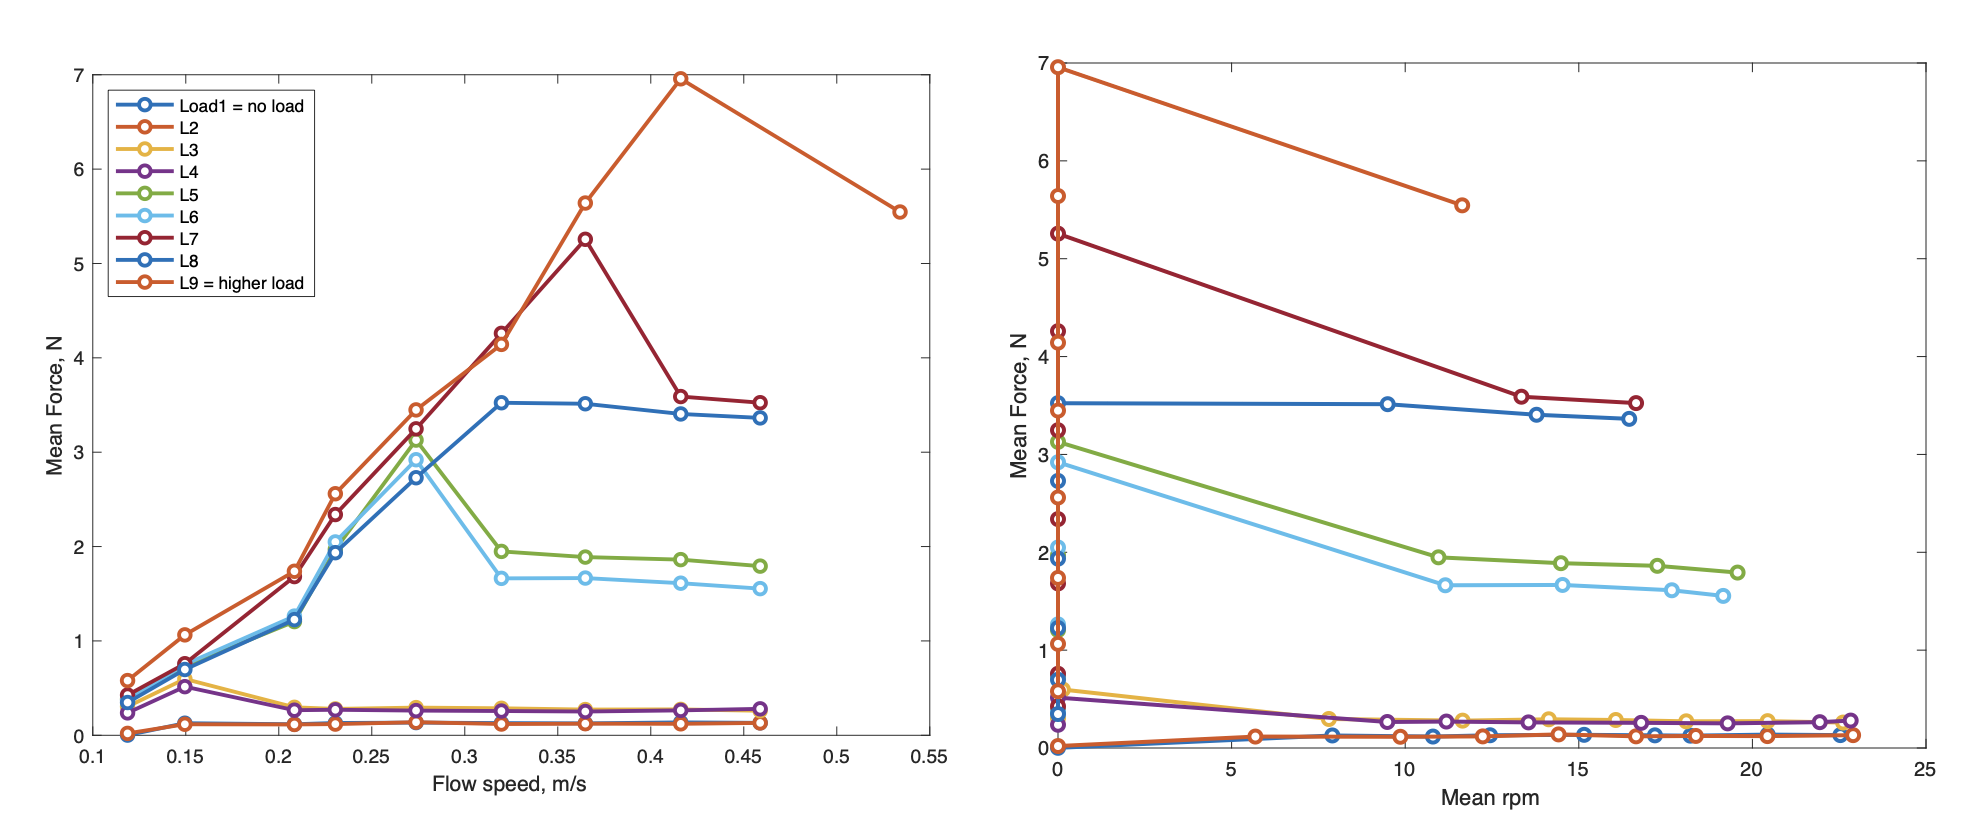 7
6
5
4
3
2
1
0
Mean Force, N
Load1 = no load
L2
L3
L4
L5
L6
L7
L8
L9 = higher load
0.1 0.15 0.2 0.25 0.3 0.35 0.4 0.45 0.5 0.55
Flow speed, m/s
7
6
5
4
3
2
1
0
Mean Force, N
0 5 10 15 20 25
Mean rpm